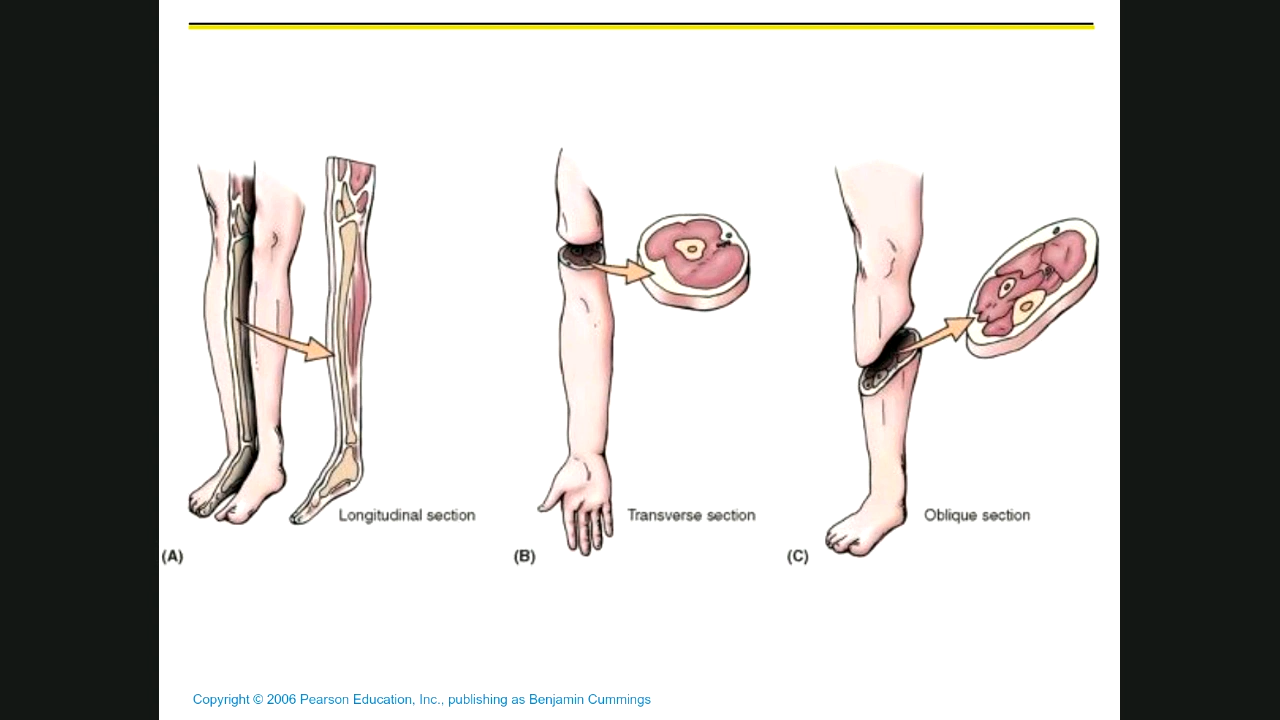 Longitudinal section
Transverse section
Oblique section
(A)
(B)
(C)
Copyright © 2006 Pearson Education, Inc., publishing as Benjamin Cummings